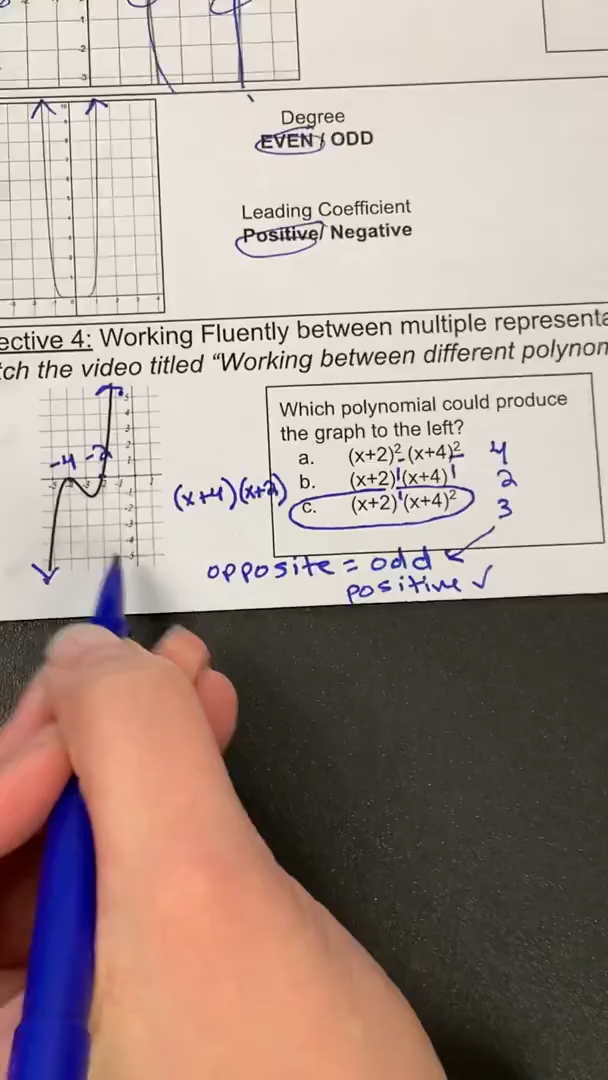 Degree
EVEN / ODD
Leading Coefficient
Positive/ Negative
ective 4: Working Fluently between multiple representa
tch the video titled “Working between different polynom
Which polynomial could produce
the graph to the left?
a. (x+2)²-(x+4)² 4
b. (x+2)¹(x+4)¹ 2
c. (x+2)¹(x+4)² 3
-4 -2
(x+4)(x+2)
opposite = odd
positive ✓